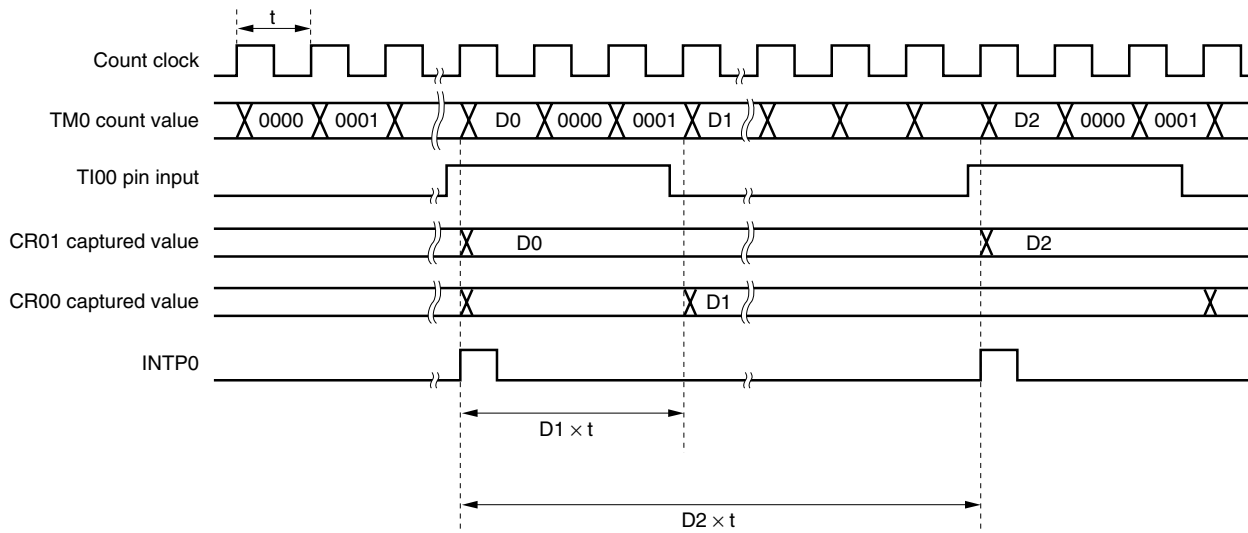 t
Count clock
TM0 count value 0000 0001 D0 0000 0001 D1 D2 0000 0001
TI00 pin input
CR01 captured value D0 D2
CR00 captured value D1
INTP0
D1 × t
D2 × t